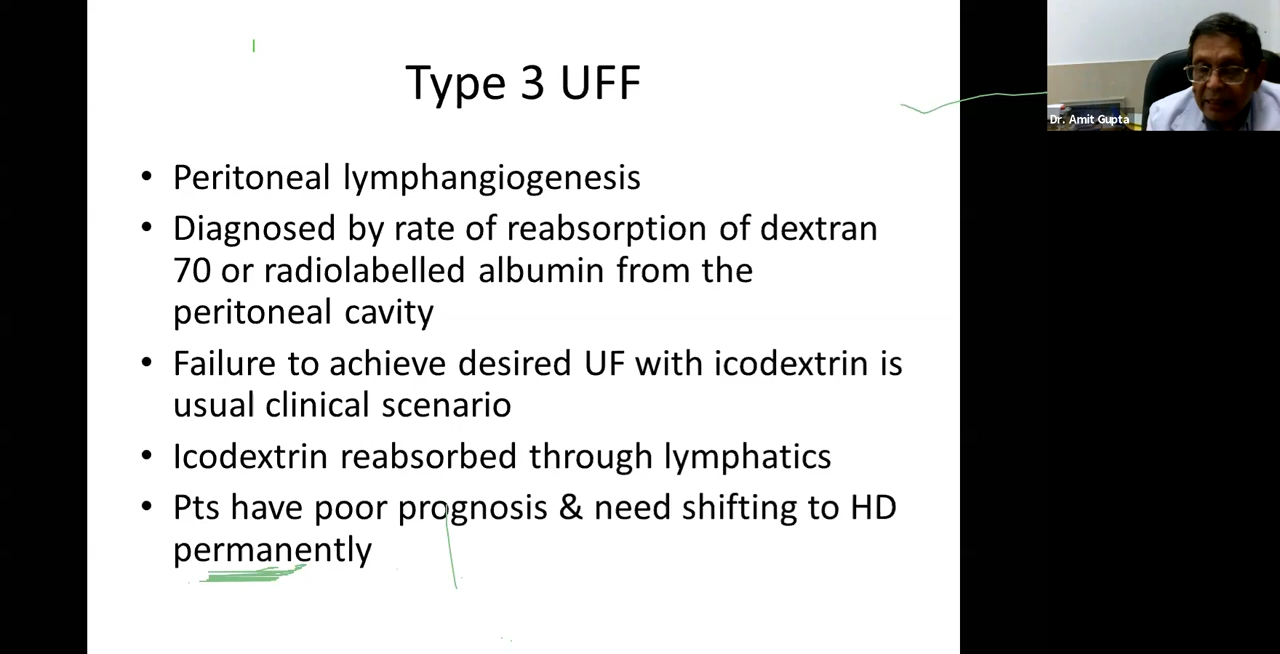 Type 3 UFF
Dr. Amit Gupta
• Peritoneal lymphangiogenesis
• Diagnosed by rate of reabsorption of dextran
70 or radiolabelled albumin from the
peritoneal cavity
• Failure to achieve desired UF with icodextrin is
usual clinical scenario
• Icodextrin reabsorbed through lymphatics
• Pts have poor prognosis & need shifting to HD
permanently